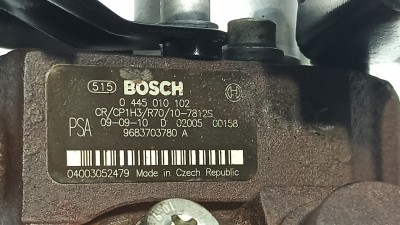 515 BOSCH
0 445 010 102
CR/CP1H3/R70/10-7812S
PSA 09-09-10 D 02005 00158
9683703780 A
04003052479 Made in Czech Republic